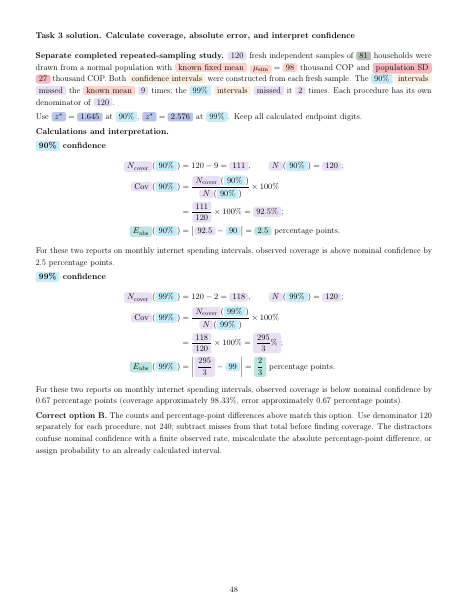 Task 3 solution. Calculate coverage, absolute error, and interpret confidence
Separate completed repeated-sampling study. 120 fresh independent samples of 81 households were
drawn from a normal population with known fixed mean μ_sim = 98 thousand COP and population SD
27 thousand COP. Both confidence intervals were constructed from each fresh sample. The 90% intervals
missed the known mean 9 times; the 99% intervals missed it 2 times. Each procedure has its own
denominator of 120.
Use z* = 1.645 at 90%, z* = 2.576 at 99%. Keep all calculated endpoint digits.
Calculations and interpretation.
90% confidence
N_cover(90%) = 120 − 9 = 111, N(90%) = 120;
Cov(90%) = N_cover(90%) / N(90%) × 100%
= 111/120 × 100% = 92.5%;
E_abs(90%) = |92.5 − 90| = 2.5 percentage points.
For these two reports on monthly internet spending intervals, observed coverage is above nominal confidence by
2.5 percentage points.
99% confidence
N_cover(99%) = 120 − 2 = 118, N(99%) = 120;
Cov(99%) = N_cover(99%) / N(99%) × 100%
= 118/120 × 100% = 295/3 %;
E_abs(99%) = |295/3 − 99| = 2/3 percentage points.
For these two reports on monthly internet spending intervals, observed coverage is below nominal confidence by
0.67 percentage points (coverage approximately 98.33%, error approximately 0.67 percentage points).
Correct option B. The counts and percentage-point differences above match this option. Use denominator 120
separately for each procedure, not 240; subtract misses from that total before finding coverage. The distractors
confuse nominal confidence with a finite observed rate, miscalculate the absolute percentage-point difference, or
assign probability to an already calculated interval.
48